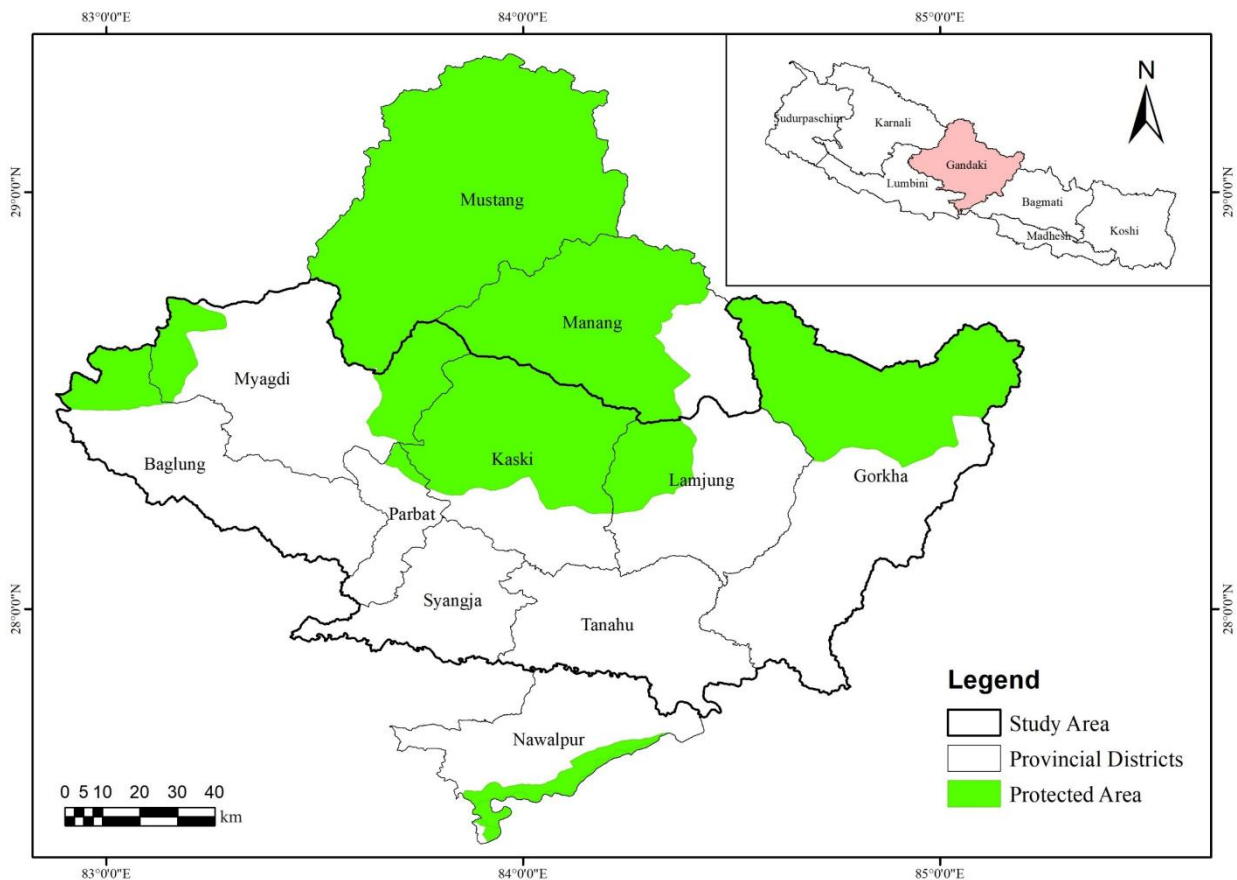 83°0'0"E
84°0'0"E
85°0'0"E
N
Sudurpaschim
Karnali
Gandaki
Lumbini
Bagmati
Madhesh
Koshi
29°0'0"N
29°0'0"N
Mustang
Manang
Myagdi
Baglung
Kaski
Lamjung
Gorkha
Parbat
Syangja
Tanahu
28°0'0"N
28°0'0"N
Nawalpur
Legend
Study Area
Provincial Districts
Protected Area
0 5 10 20 30 40
km
83°0'0"E
84°0'0"E
85°0'0"E